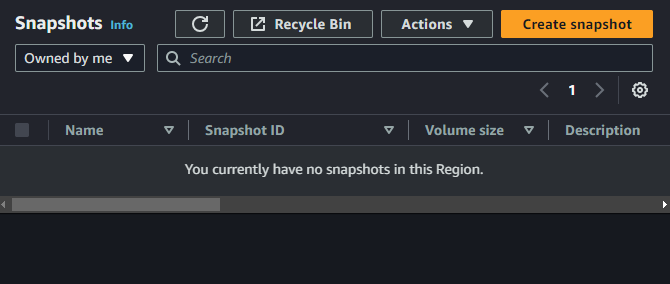 Snapshots Info Recycle Bin Actions Create snapshot
Owned by me Search
1
Name Snapshot ID Volume size Description
You currently have no snapshots in this Region.